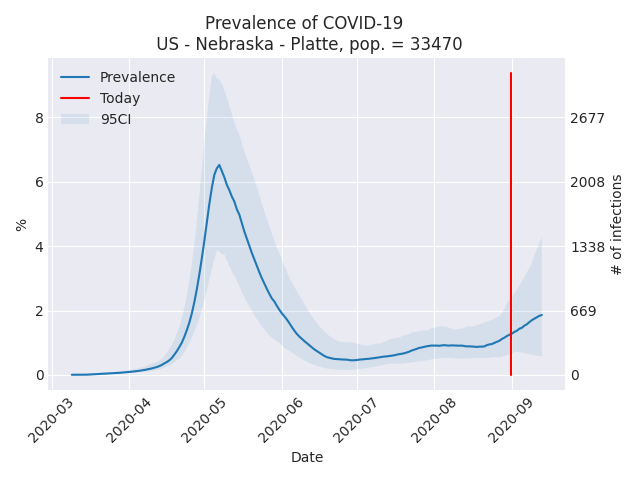 Prevalence of COVID-19
US - Nebraska - Platte, pop. = 33470
Prevalence
Today
95CI
8
6
4
2
0
%
2677
2008
1338
669
0
# of infections
2020-03
2020-04
2020-05
2020-06
2020-07
2020-08
2020-09
Date